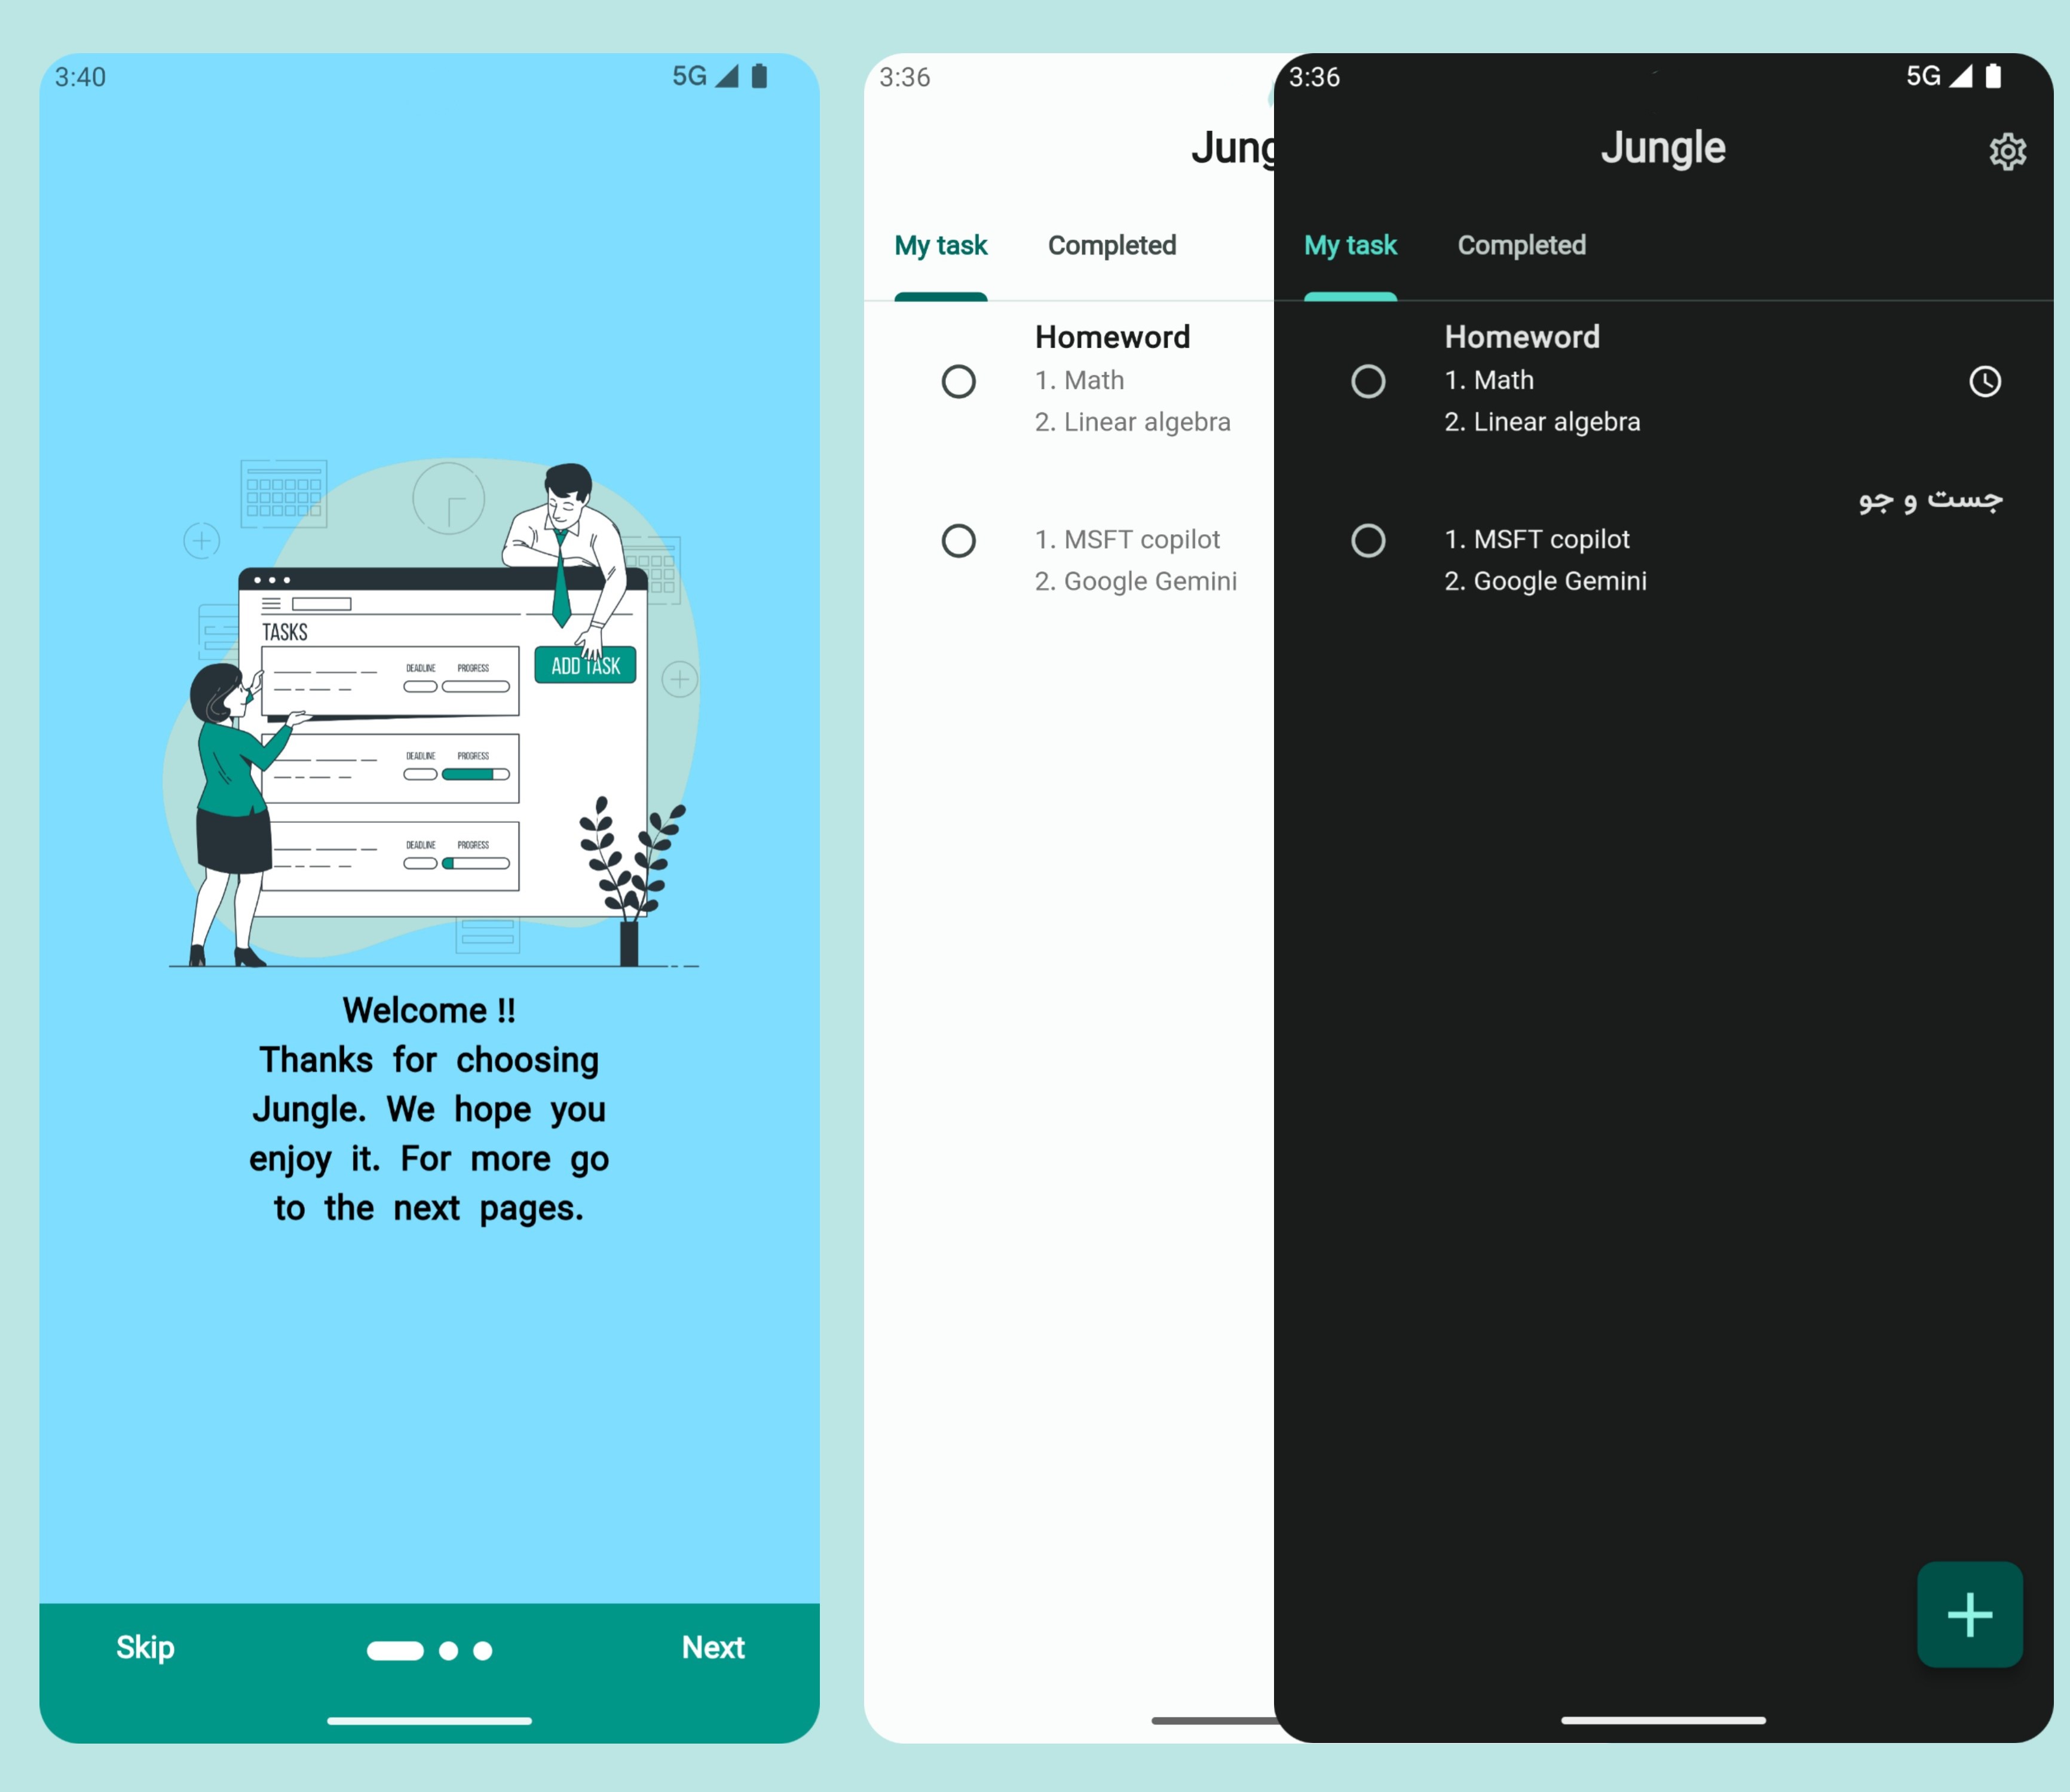 3:40
5G
TASKS
DEADLINE PROGRESS
ADD TASK
DEADLINE PROGRESS
DEADLINE PROGRESS
Welcome !!
Thanks for choosing
Jungle. We hope you
enjoy it. For more go
to the next pages.
Skip
Next
3:36
Jung
My task
Completed
Homeword
1. Math
2. Linear algebra
1. MSFT copilot
2. Google Gemini
3:36
5G
Jungle
My task
Completed
Homeword
1. Math
2. Linear algebra
جست و جو
1. MSFT copilot
2. Google Gemini